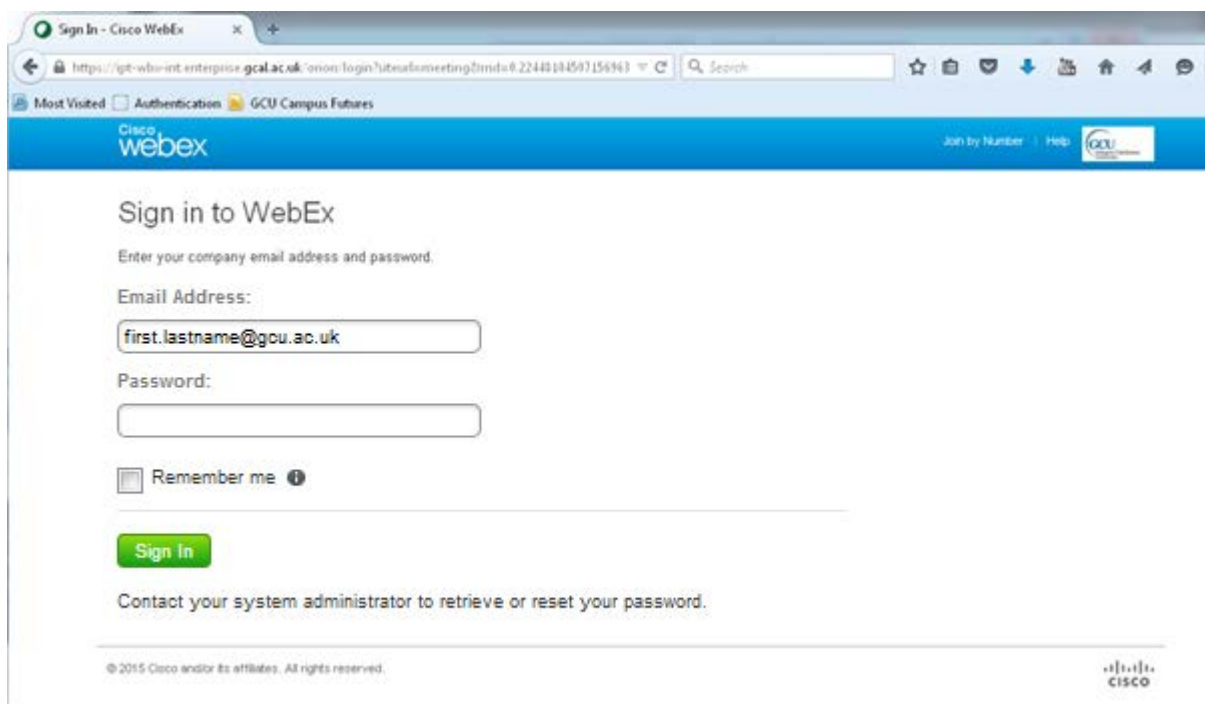 Sign In - Cisco WebEx
Search
Most Visited Authentication GCU Campus Futures
Cisco
webex
Join by Number | Help GCU
Sign in to WebEx
Enter your company email address and password.
Email Address:
first.lastname@gcu.ac.uk
Password:
Remember me
Sign In
Contact your system administrator to retrieve or reset your password.
© 2015 Cisco and/or its affiliates. All rights reserved.
CISCO